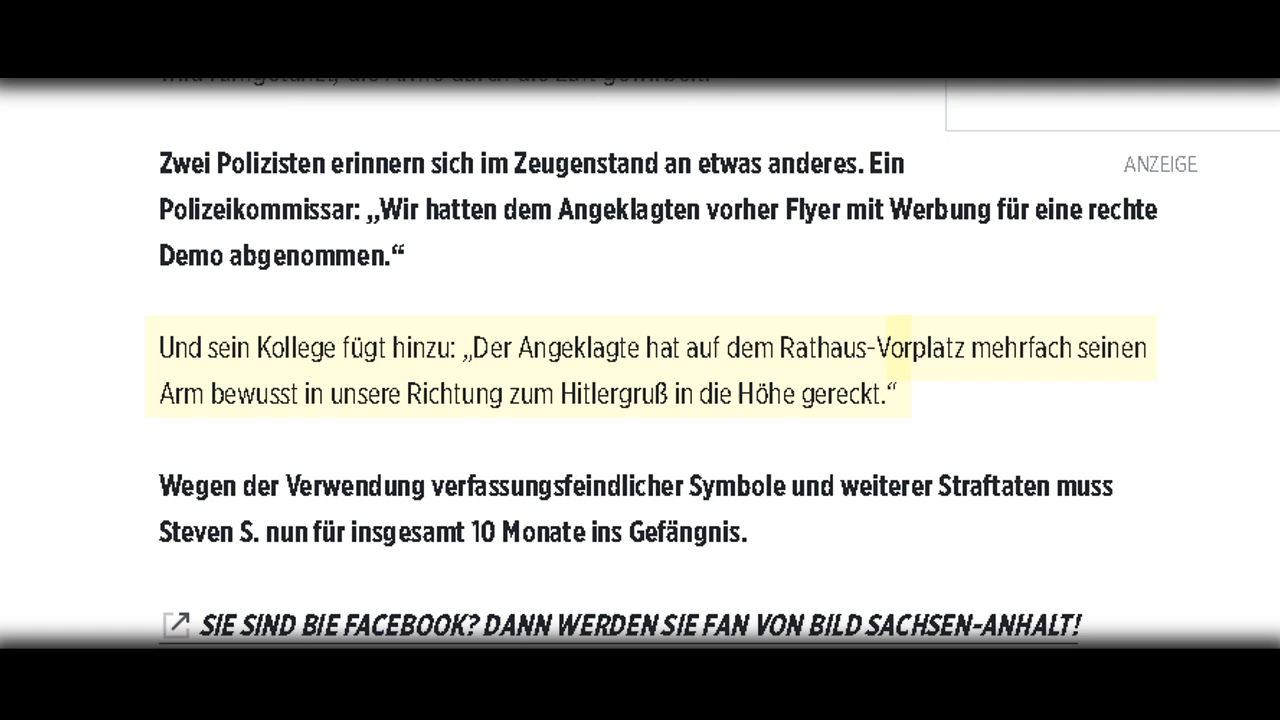 Zwei Polizisten erinnern sich im Zeugenstand an etwas anderes. Ein
ANZEIGE
Polizeikommissar: „Wir hatten dem Angeklagten vorher Flyer mit Werbung für eine rechte
Demo abgenommen.“
Und sein Kollege fügt hinzu: „Der Angeklagte hat auf dem Rathaus-Vorplatz mehrfach seinen
Arm bewusst in unsere Richtung zum Hitlergruß in die Höhe gereckt.“
Wegen der Verwendung verfassungsfeindlicher Symbole und weiterer Straftaten muss
Steven S. nun für insgesamt 10 Monate ins Gefängnis.
SIE SIND BIE FACEBOOK? DANN WERDEN SIE FAN VON BILD SACHSEN-ANHALT!